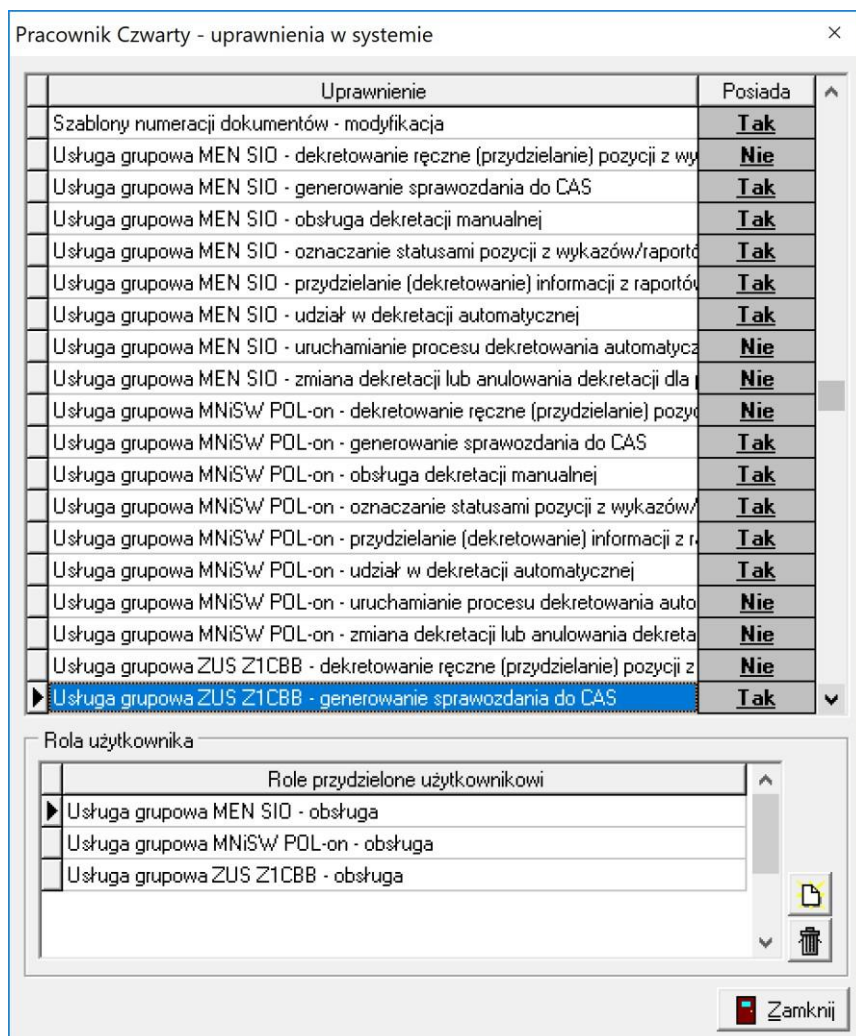 Pracownik Czwarty - uprawnienia w systemie
Uprawnienie Posiada
Szablony numeracji dokumentów - modyfikacja Tak
Usługa grupowa MEN SIO - dekretowanie ręczne (przydzielanie) pozycji z wy Nie
Usługa grupowa MEN SIO - generowanie sprawozdania do CAS Tak
Usługa grupowa MEN SIO - obsługa dekretacji manualnej Tak
Usługa grupowa MEN SIO - oznaczanie statusami pozycji z wykazów/raportó Tak
Usługa grupowa MEN SIO - przydzielanie (dekretowanie) informacji z raportów Tak
Usługa grupowa MEN SIO - udział w dekretacji automatycznej Tak
Usługa grupowa MEN SIO - uruchamianie procesu dekretowania automatycz Nie
Usługa grupowa MEN SIO - zmiana dekretacji lub anulowania dekretacji dla p Nie
Usługa grupowa MNiSW POL-on - dekretowanie ręczne (przydzielanie) pozyc Nie
Usługa grupowa MNiSW POL-on - generowanie sprawozdania do CAS Tak
Usługa grupowa MNiSW POL-on - obsługa dekretacji manualnej Tak
Usługa grupowa MNiSW POL-on - oznaczanie statusami pozycji z wykazów/ Tak
Usługa grupowa MNiSW POL-on - przydzielanie (dekretowanie) informacji z ra Tak
Usługa grupowa MNiSW POL-on - udział w dekretacji automatycznej Tak
Usługa grupowa MNiSW POL-on - uruchamianie procesu dekretowania auto Nie
Usługa grupowa MNiSW POL-on - zmiana dekretacji lub anulowania dekreta Nie
Usługa grupowa ZUS Z1CBB - dekretowanie ręczne (przydzielanie) pozycji z Nie
Usługa grupowa ZUS Z1CBB - generowanie sprawozdania do CAS Tak
Rola użytkownika
Role przydzielone użytkownikowi
Usługa grupowa MEN SIO - obsługa
Usługa grupowa MNiSW POL-on - obsługa
Usługa grupowa ZUS Z1CBB - obsługa
Zamknij